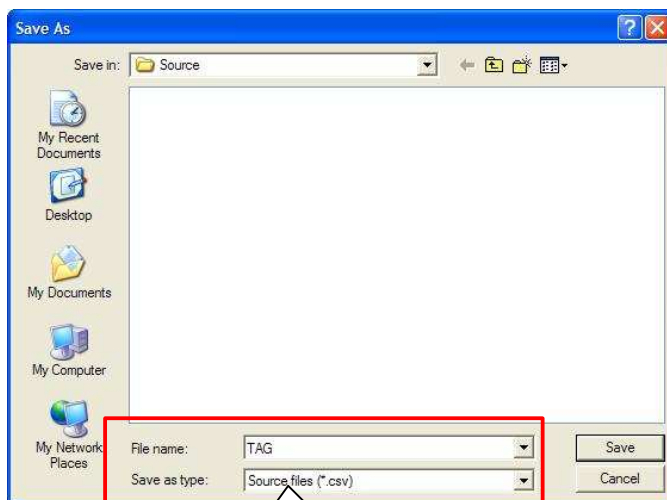 Save As
Save in: Source
My Recent
Documents
Desktop
My Documents
My Computer
My Network
Places
File name: TAG
Save as type: Source files (*.csv)
Save
Cancel